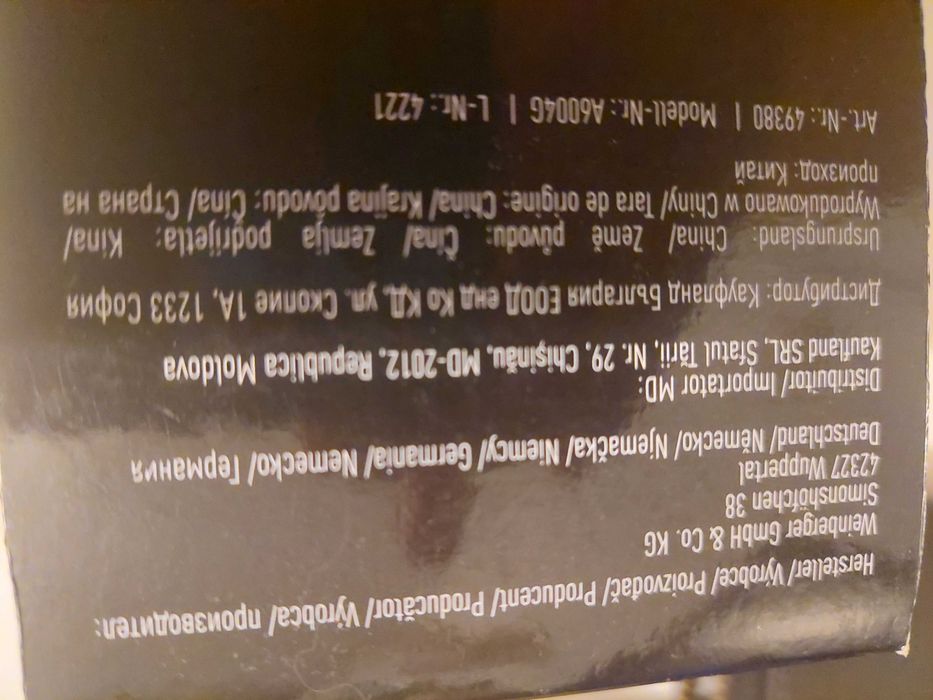 Hersteller/ Výrobce/ Proizvođač/ Producent/ Producător/ Výrobca/ производител:
Weinberger GmbH & Co. KG
Simonshöfchen 38
42327 Wuppertal
Deutschland/ Německo/ Njemačka/ Niemcy/ Germania/ Nemecko/ Германия
Distribuitor/ Importator MD:
Kaufland SRL, Sfatul Țării, Nr. 29, Chișinău, MD-2012, Republica Moldova
Дистрибутор: Кауфланд България ЕООД енд Ко КД, ул. Скопие 1А, 1233 София
Ursprungsland: China/ Země původu: Čína/ Zemlja podrijetla: Kina/
Wyprodukowano w Chiny/ Țara de origine: China/ Krajina pôvodu: Čína/ Страна на
произход: Китай
Art.-Nr.: 49380 | Modell-Nr.: A6004G | L-Nr.: 4221